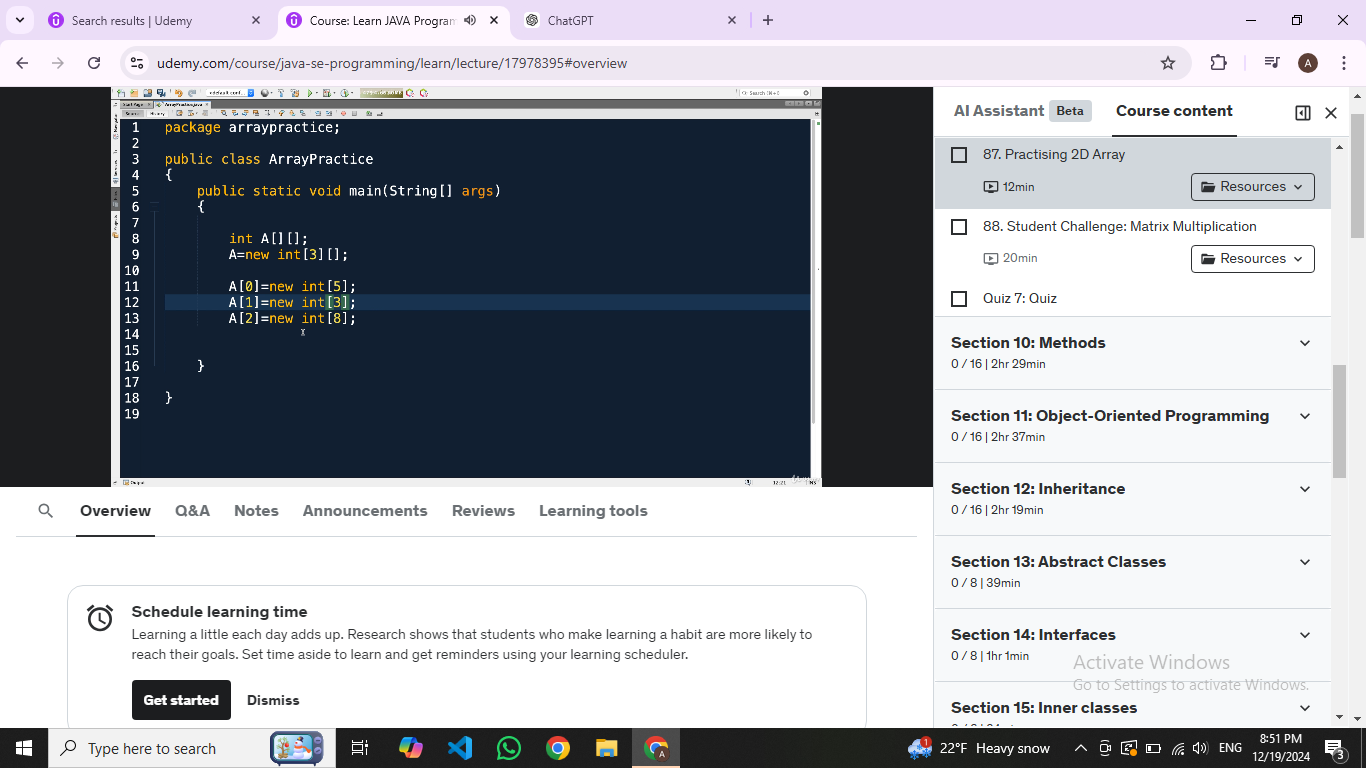 Search results | Udemy
Course: Learn JAVA Program
ChatGPT
udemy.com/course/java-se-programming/learn/lecture/17978395#overview
A
Start Page
ArrayPractice.java
Source History
1 package arraypractice;
2
3 public class ArrayPractice
4 {
5 public static void main(String[] args)
6 {
7
8 int A[][];
9 A=new int[3][];
10
11 A[0]=new int[5];
12 A[1]=new int[3];
13 A[2]=new int[8];
14
15
16 }
17
18 }
19
Output
AI Assistant Beta Course content
87. Practising 2D Array
12min
Resources
88. Student Challenge: Matrix Multiplication
20min
Resources
Quiz 7: Quiz
Section 10: Methods
0 / 16 | 2hr 29min
Section 11: Object-Oriented Programming
0 / 16 | 2hr 37min
Section 12: Inheritance
0 / 16 | 2hr 19min
Section 13: Abstract Classes
0 / 8 | 39min
Section 14: Interfaces
0 / 8 | 1hr 1min
Section 15: Inner classes
Activate Windows
Go to Settings to activate Windows.
Overview Q&A Notes Announcements Reviews Learning tools
Schedule learning time
Learning a little each day adds up. Research shows that students who make learning a habit are more likely to
reach their goals. Set time aside to learn and get reminders using your learning scheduler.
Get started Dismiss
Type here to search
22°F Heavy snow
ENG
8:51 PM
12/19/2024
3